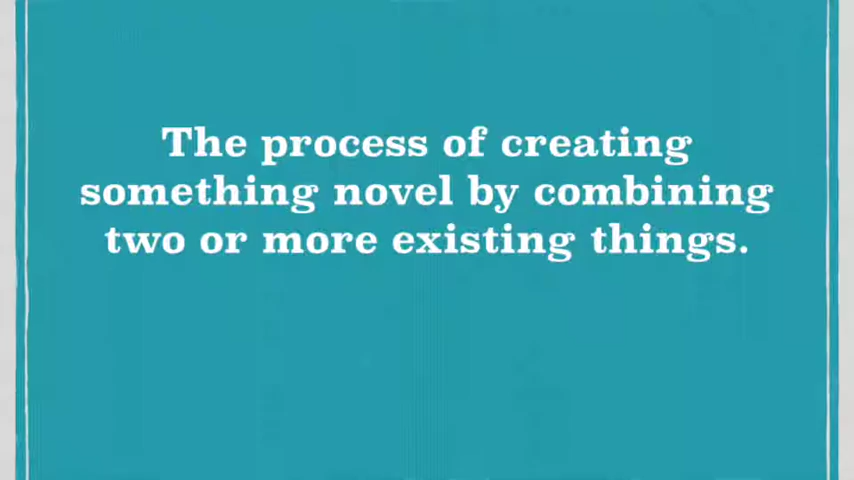 The process of creating
something novel by combining
two or more existing things.